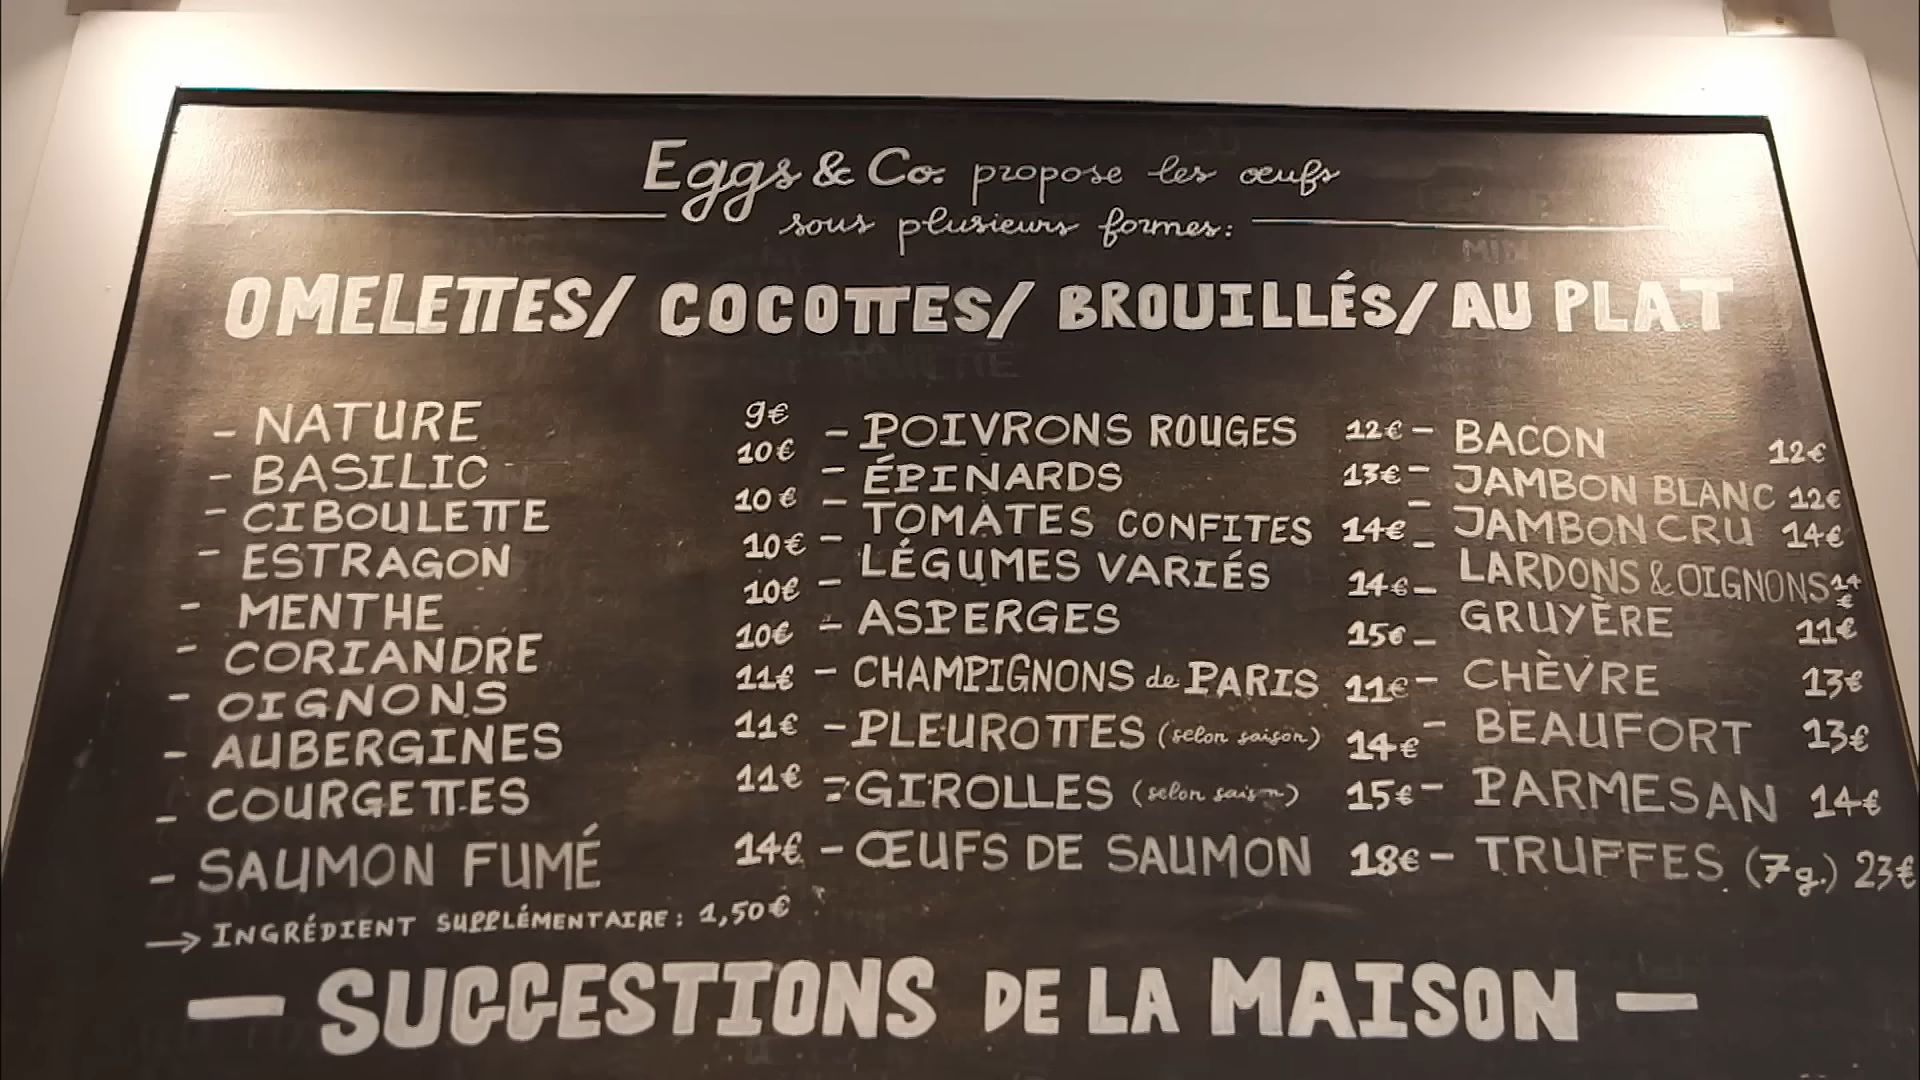 Eggs & Co. propose les œufs
sous plusieurs formes:
OMELETTES/ COCOTTES/ BROUILLÉS/ AU PLAT
- NATURE 9€
- BASILIC 10€
- CIBOULETTE 10€
- ESTRAGON 10€
- MENTHE 10€
- CORIANDRE 10€
- OIGNONS 11€
- AUBERGINES 11€
- COURGETTES 11€
- SAUMON FUMÉ 14€
→ INGRÉDIENT SUPPLÉMENTAIRE: 1,50€
- POIVRONS ROUGES 12€
- ÉPINARDS 13€
- TOMATES CONFITES 14€
- LÉGUMES VARIÉS 14€
- ASPERGES 15€
- CHAMPIGNONS de PARIS 11€
- PLEUROTTES (selon saison) 14€
- GIROLLES (selon saison) 15€
- ŒUFS DE SAUMON 18€
- BACON 12€
- JAMBON BLANC 12€
- JAMBON CRU 14€
- LARDONS & OIGNONS 14€
- GRUYÈRE 11€
- CHÈVRE 13€
- BEAUFORT 13€
- PARMESAN 14€
- TRUFFES (7g.) 23€
— SUGGESTIONS DE LA MAISON —